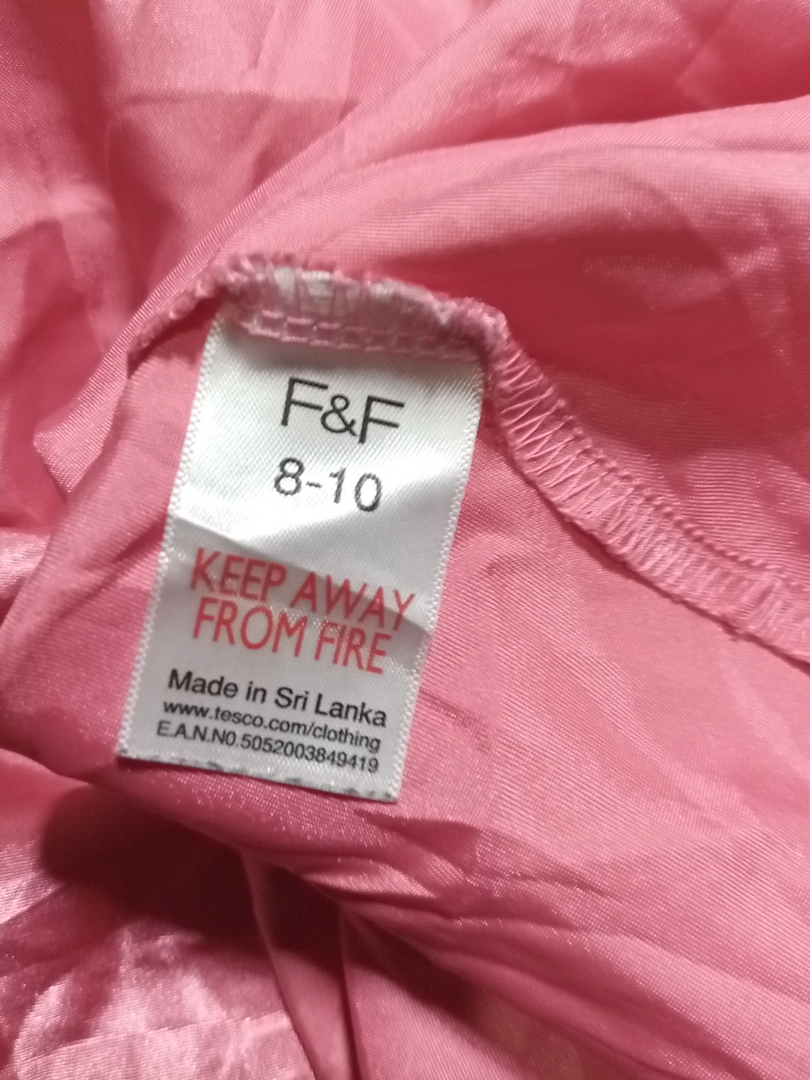 F&F
8-10
KEEP AWAY
FROM FIRE
Made in Sri Lanka
www.tesco.com/clothing
E.A.N.NO.5052003849419